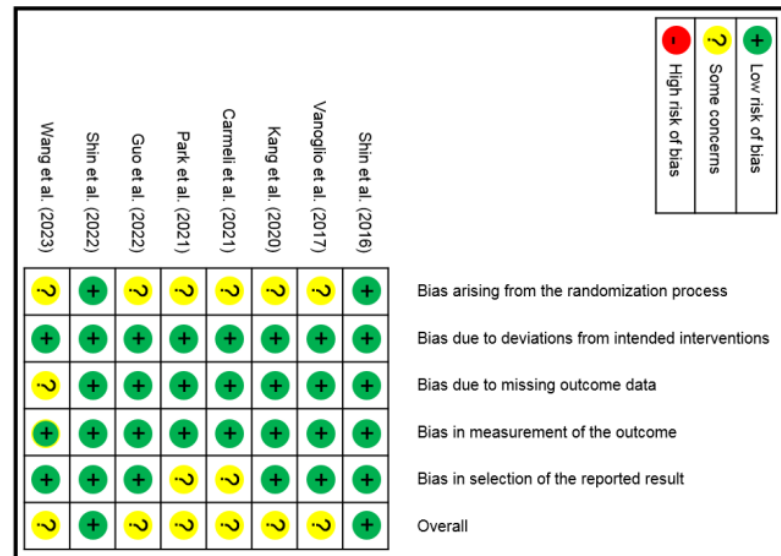 Low risk of bias
Some concerns
High risk of bias
+
?
-
Wang et al. (2023)
Shin et al. (2022)
Guo et al. (2022)
Park et al. (2021)
Carmeli et al. (2021)
Kang et al. (2020)
Vanoglio et al. (2017)
Shin et al. (2016)
? + ? ? ? ? ? + Bias arising from the randomization process
+ + + + + + + + Bias due to deviations from intended interventions
? + + + + + + + Bias due to missing outcome data
+ + + + + + + + Bias in measurement of the outcome
+ + + ? ? + + + Bias in selection of the reported result
? + ? ? ? ? ? + Overall